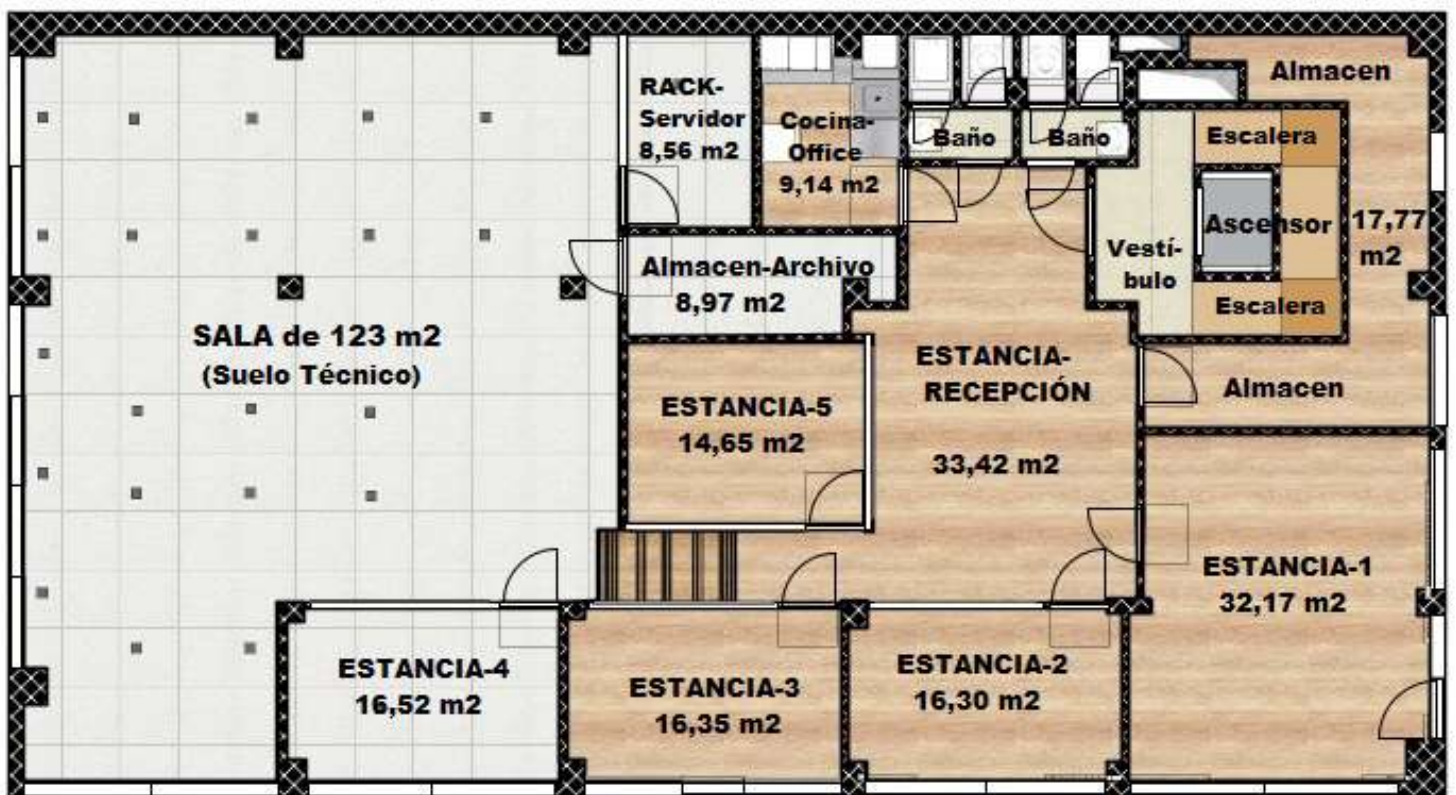 RACK-
Servidor
8,56 m2
Cocina-
Office
9,14 m2
Baño
Baño
Almacen
Escalera
Ascensor
Vestí-
bulo
Escalera
17,77
m2
Almacen-Archivo
8,97 m2
SALA de 123 m2
(Suelo Técnico)
ESTANCIA-5
14,65 m2
ESTANCIA-
RECEPCIÓN
33,42 m2
Almacen
ESTANCIA-1
32,17 m2
ESTANCIA-4
16,52 m2
ESTANCIA-3
16,35 m2
ESTANCIA-2
16,30 m2